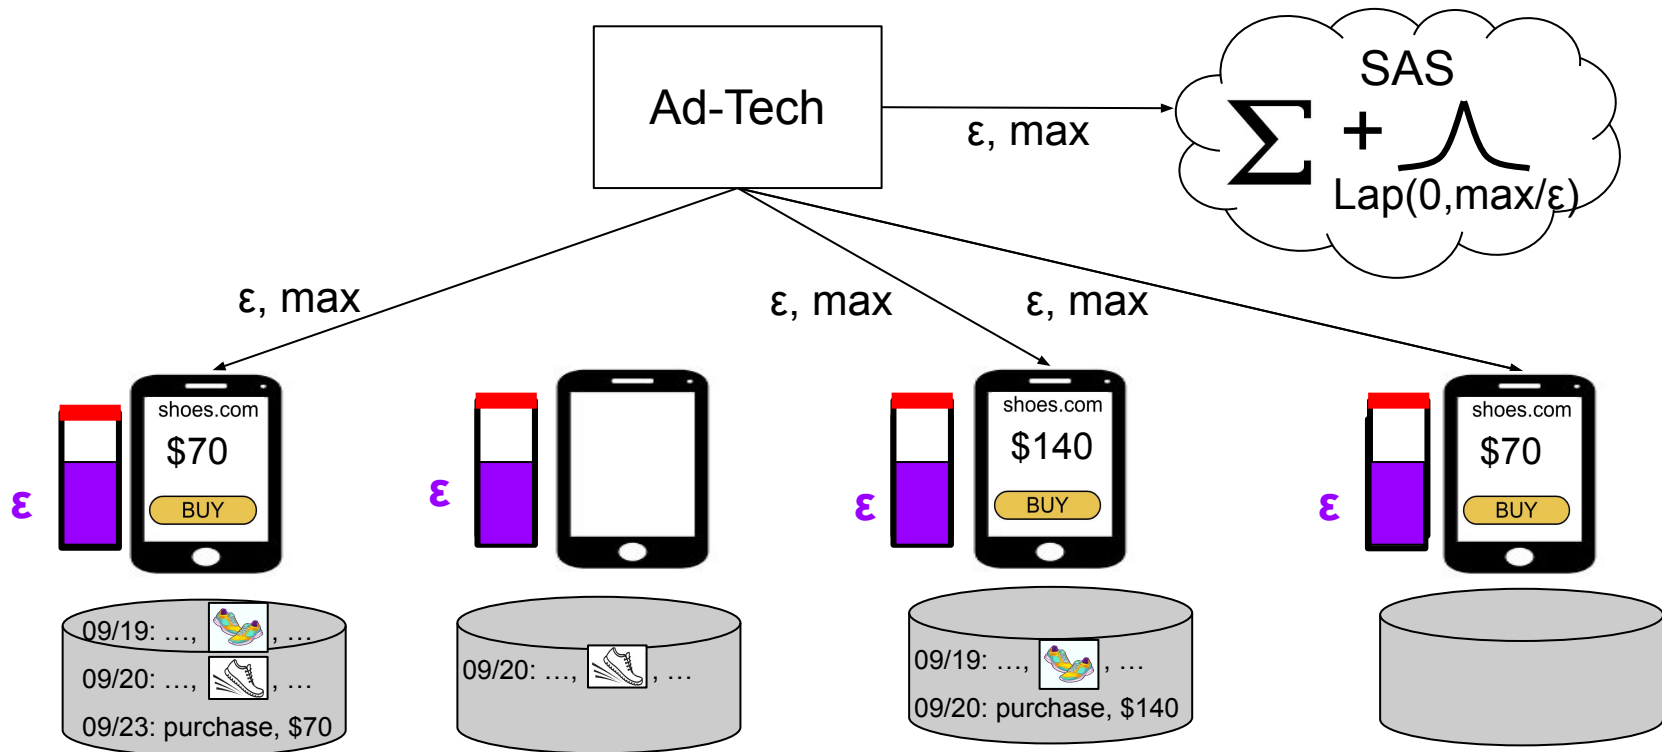 SAS
Ad-Tech
Σ +
ε, max
Lap(0,max/ε)
ε, max
ε, max
ε, max
shoes.com
$70
BUY
ε
ε
shoes.com
$140
BUY
ε
shoes.com
$70
BUY
ε
09/19: …, , …
09/20: …, , …
09/23: purchase, $70
09/20: …, , …
09/19: …, , …
09/20: purchase, $140